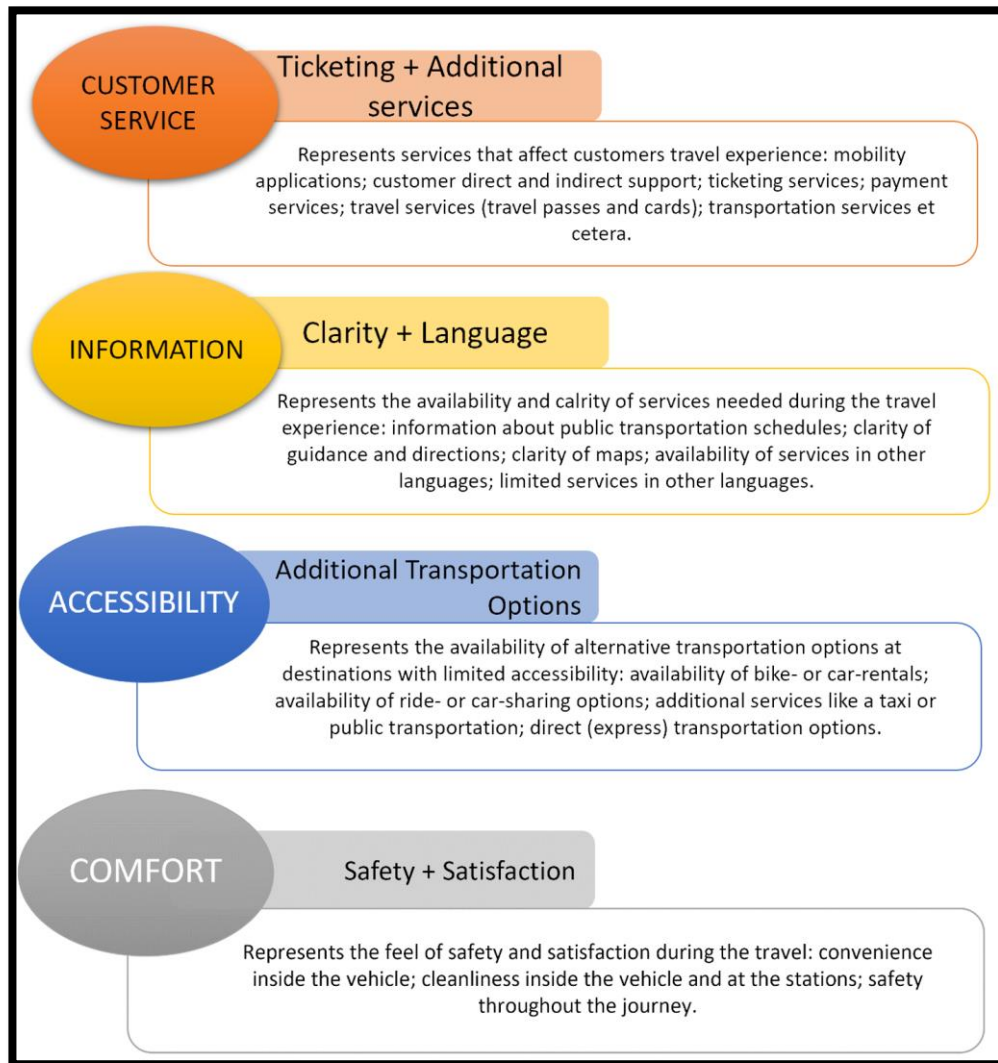 CUSTOMER
SERVICE
Ticketing + Additional
services
Represents services that affect customers travel experience: mobility
applications; customer direct and indirect support; ticketing services; payment
services; travel services (travel passes and cards); transportation services et
cetera.
INFORMATION
Clarity + Language
Represents the availability and calrity of services needed during the travel
experience: information about public transportation schedules; clarity of
guidance and directions; clarity of maps; availability of services in other
languages; limited services in other languages.
ACCESSIBILITY
Additional Transportation
Options
Represents the availability of alternative transportation options at
destinations with limited accessibility: availability of bike- or car-rentals;
availability of ride- or car-sharing options; additional services like a taxi or
public transportation; direct (express) transportation options.
COMFORT
Safety + Satisfaction
Represents the feel of safety and satisfaction during the travel: convenience
inside the vehicle; cleanliness inside the vehicle and at the stations; safety
throughout the journey.